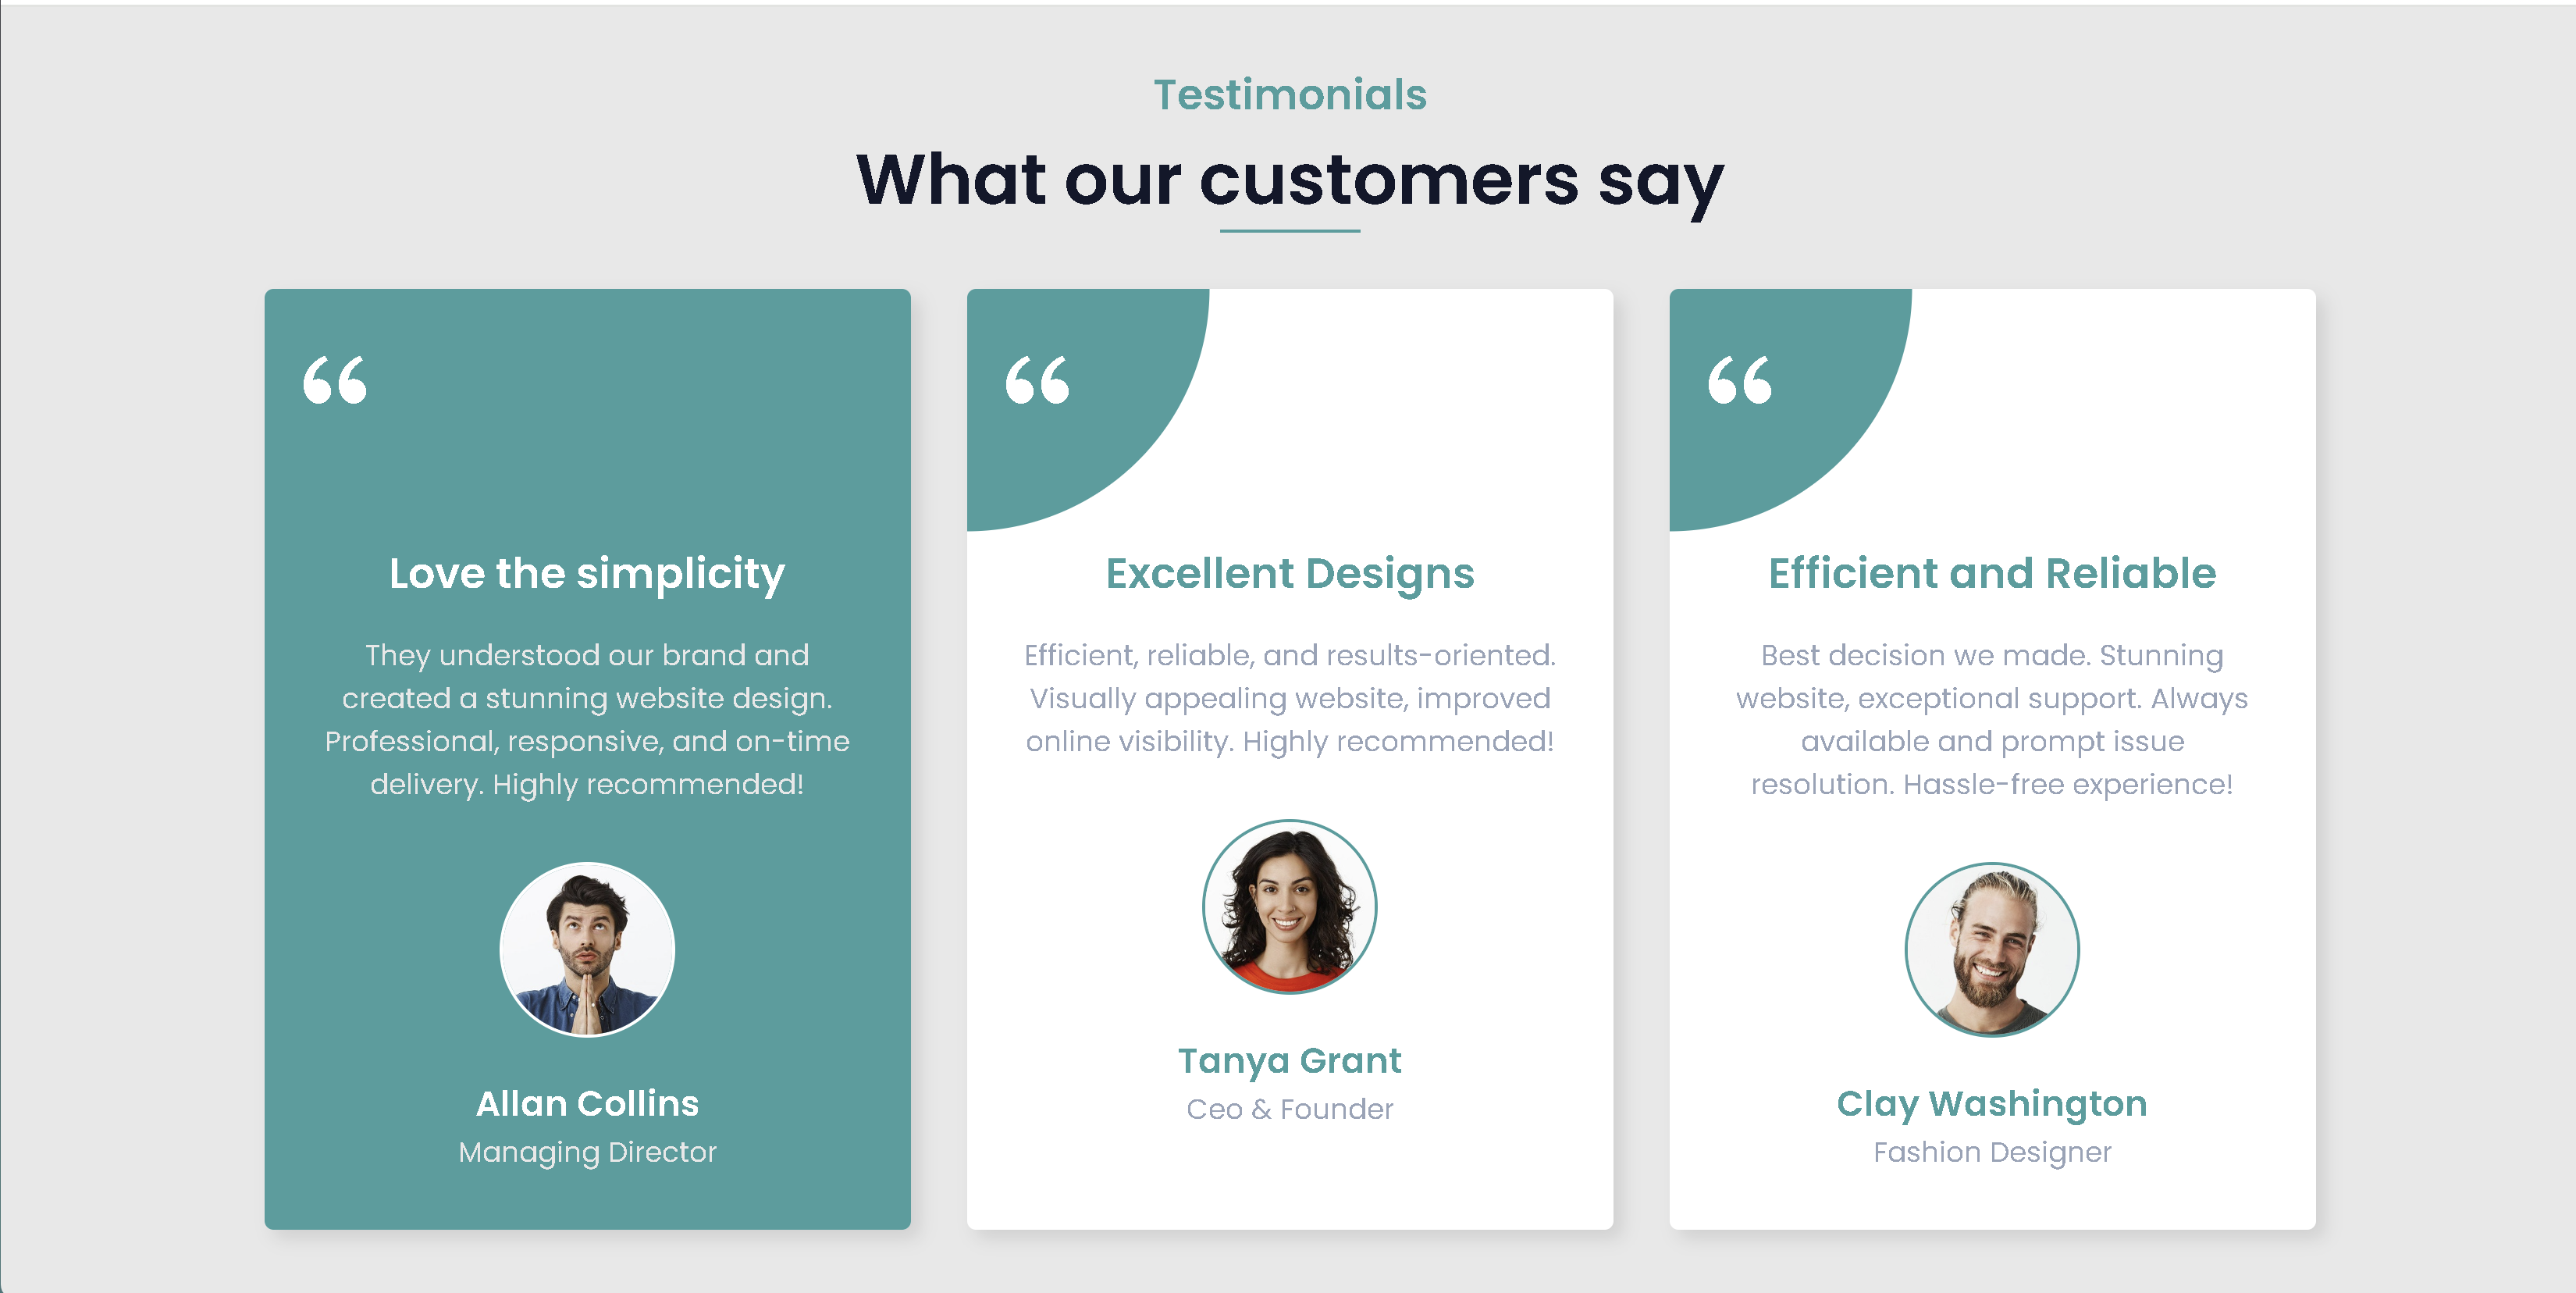 Testimonials
What our customers say
“
Love the simplicity
They understood our brand and
created a stunning website design.
Professional, responsive, and on-time
delivery. Highly recommended!
Allan Collins
Managing Director
“
Excellent Designs
Efficient, reliable, and results-oriented.
Visually appealing website, improved
online visibility. Highly recommended!
Tanya Grant
Ceo & Founder
“
Efficient and Reliable
Best decision we made. Stunning
website, exceptional support. Always
available and prompt issue
resolution. Hassle-free experience!
Clay Washington
Fashion Designer